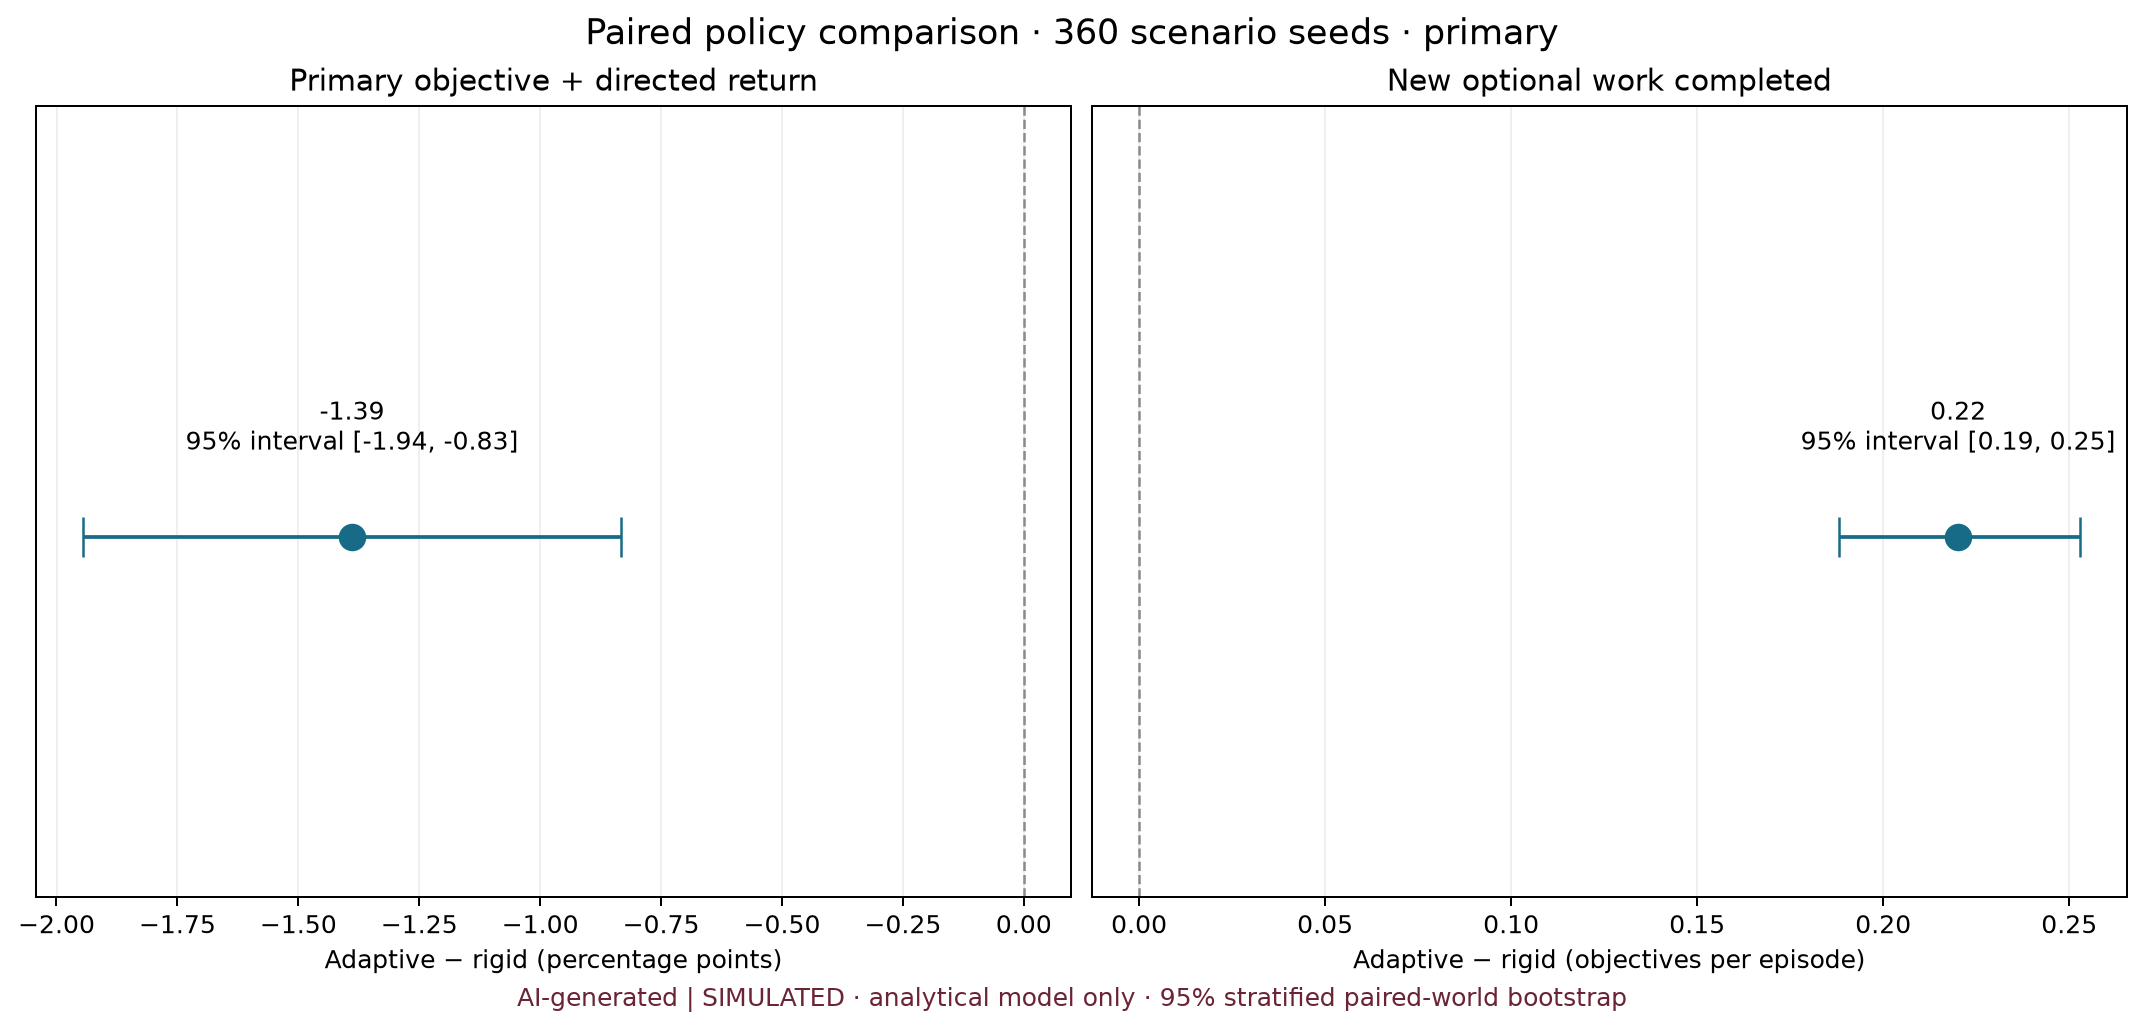 Paired policy comparison · 360 scenario seeds · primary
Primary objective + directed return
New optional work completed
-1.39
95% interval [-1.94, -0.83]
0.22
95% interval [0.19, 0.25]
−2.00 −1.75 −1.50 −1.25 −1.00 −0.75 −0.50 −0.25 0.00
0.00 0.05 0.10 0.15 0.20 0.25
Adaptive − rigid (percentage points)
Adaptive − rigid (objectives per episode)
AI-generated | SIMULATED · analytical model only · 95% stratified paired-world bootstrap